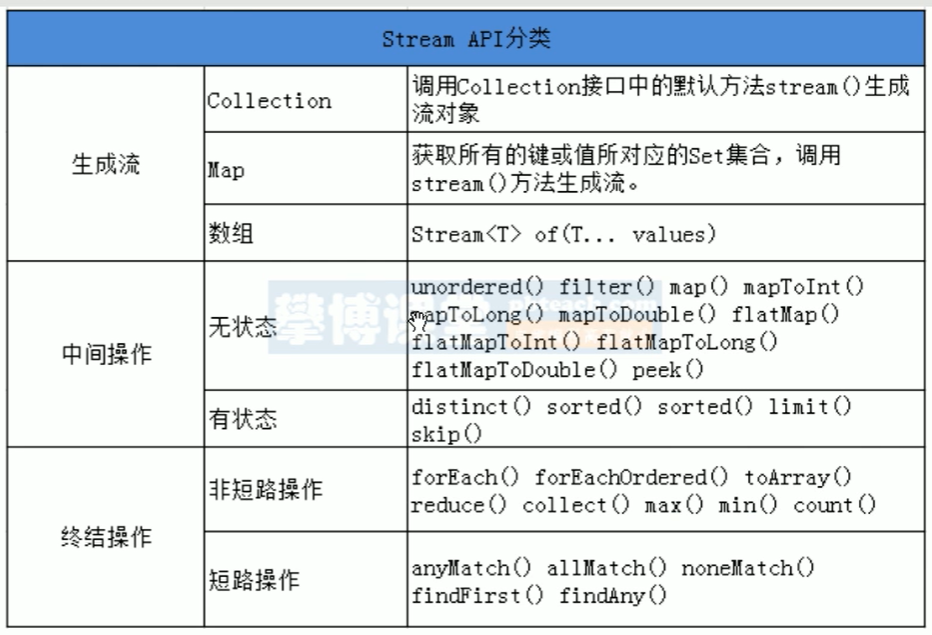 Stream API分类
生成流
Collection
调用Collection接口中的默认方法stream()生成
流对象
Map
获取所有的键或值所对应的Set集合，调用
stream()方法生成流。
数组
Stream<T> of(T... values)
中间操作
无状态
unordered() filter() map() mapToInt()
mapToLong() mapToDouble() flatMap()
flatMapToInt() flatMapToLong()
flatMapToDouble() peek()
有状态
distinct() sorted() sorted() limit()
skip()
终结操作
非短路操作
forEach() forEachOrdered() toArray()
reduce() collect() max() min() count()
短路操作
anyMatch() allMatch() noneMatch()
findFirst() findAny()
攀博课堂